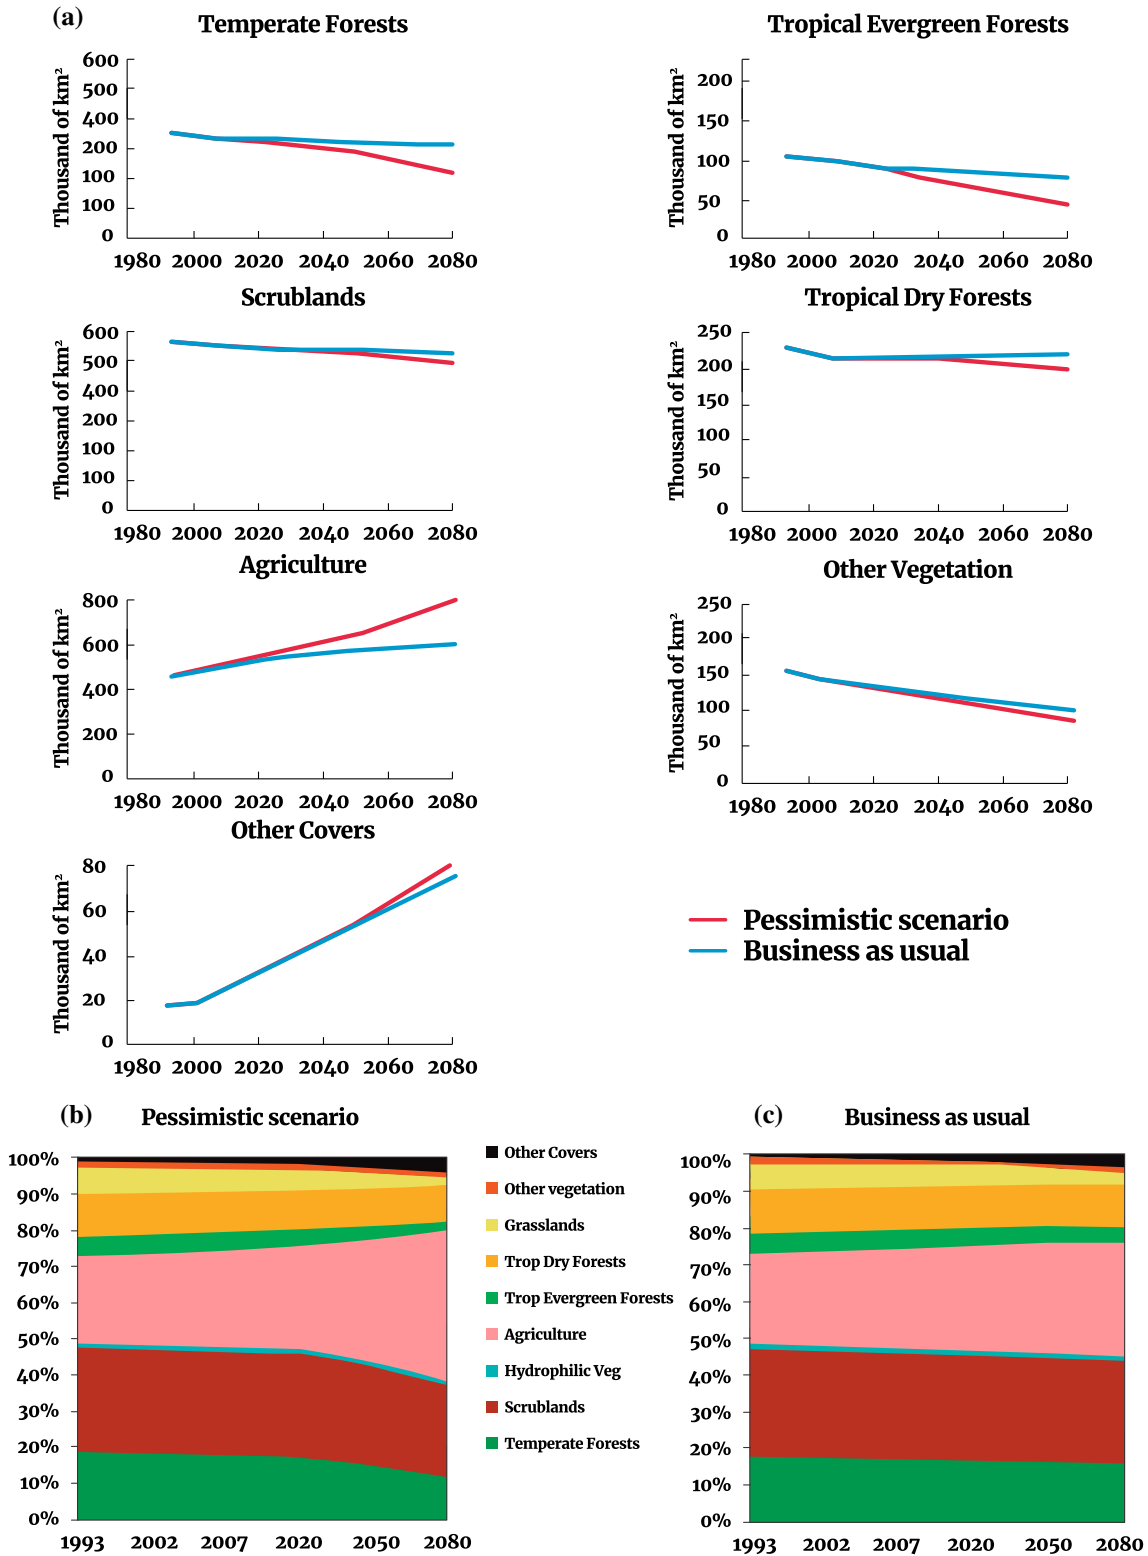 (a)
Temperate Forests
Thousand of km²
600
500
400
200
100
100
0
1980 2000 2020 2040 2060 2080
Tropical Evergreen Forests
Thousand of km²
200
150
100
50
0
1980 2000 2020 2040 2060 2080
Scrublands
Thousand of km²
600
500
400
200
100
100
0
1980 2000 2020 2040 2060 2080
Tropical Dry Forests
Thousand of km²
250
200
150
100
50
0
1980 2000 2020 2040 2060 2080
Agriculture
Thousand of km²
800
600
400
200
0
1980 2000 2020 2040 2060 2080
Other Vegetation
Thousand of km²
250
200
150
100
50
0
1980 2000 2020 2040 2060 2080
Other Covers
Thousand of km²
80
60
40
20
0
1980 2000 2020 2040 2060 2080
Pessimistic scenario
Business as usual
(b) Pessimistic scenario
100%
90%
80%
70%
60%
50%
40%
30%
20%
10%
0%
1993 2002 2007 2020 2050 2080
Other Covers
Other vegetation
Grasslands
Trop Dry Forests
Trop Evergreen Forests
Agriculture
Hydrophilic Veg
Scrublands
Temperate Forests
(c) Business as usual
100%
90%
80%
70%
60%
50%
40%
30%
20%
10%
0%
1993 2002 2007 2020 2050 2080